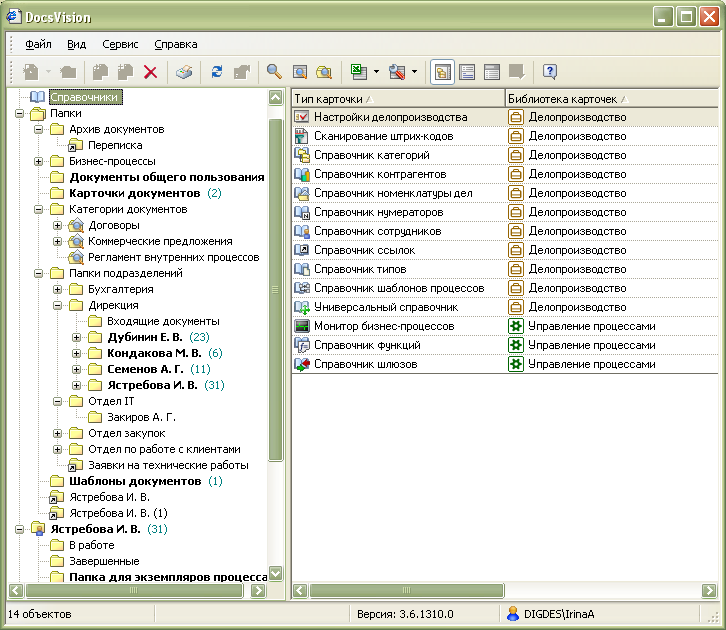 DocsVision
Файл Вид Сервис Справка
Справочники
Папки
Архив документов
Переписка
Бизнес-процессы
Документы общего пользования
Карточки документов (2)
Категории документов
Договоры
Коммерческие предложения
Регламент внутренних процессов
Папки подразделений
Бухгалтерия
Дирекция
Входящие документы
Дубинин Е. В. (23)
Кондакова М. В. (6)
Семенов А. Г. (11)
Ястребова И. В. (31)
Отдел IT
Закиров А. Г.
Отдел закупок
Отдел по работе с клиентами
Заявки на технические работы
Шаблоны документов (1)
Ястребова И. В.
Ястребова И. В. (1)
Ястребова И. В. (31)
В работе
Завершенные
Папка для экземпляров процесса
Тип карточки Библиотека карточек
Настройки делопроизводства Делопроизводство
Сканирование штрих-кодов Делопроизводство
Справочник категорий Делопроизводство
Справочник контрагентов Делопроизводство
Справочник номенклатуры дел Делопроизводство
Справочник нумераторов Делопроизводство
Справочник сотрудников Делопроизводство
Справочник ссылок Делопроизводство
Справочник типов Делопроизводство
Справочник шаблонов процессов Делопроизводство
Универсальный справочник Делопроизводство
Монитор бизнес-процессов Управление процессами
Справочник функций Управление процессами
Справочник шлюзов Управление процессами
14 объектов Версия: 3.6.1310.0 DIGDES\IrinaA